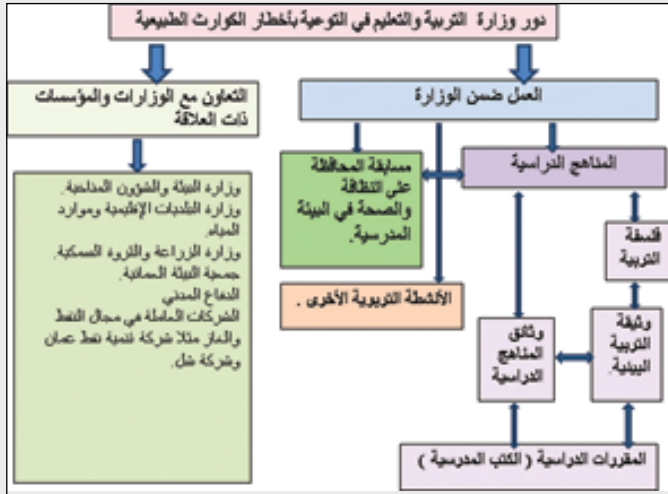 دور وزارة التربية والتعليم في التوعية بأخطار الكوارث الطبيعية
العمل ضمن الوزارة
المناهج الدراسية
مسابقة المحافظة
على النظافة
والصحة في البيئة
المدرسية.
فلسفة
التربية
وثيقة
التربية
البيئية.
وثائق
المناهج
الدراسية
الأنشطة التربوية الأخرى .
المقررات الدراسية ( الكتب المدرسية )
التعاون مع الوزارات والمؤسسات
ذات العلاقة
وزارة البيئة والشؤون المناخية.
وزارة البلديات الإقليمية وموارد
المياه.
وزارة الزراعة والثروة السمكية.
جمعية البيئة العمانية.
الدفاع المدني
الشركات العاملة في مجال النفط
والغاز مثلا شركة تنمية نفط عمان
وشركة شل.